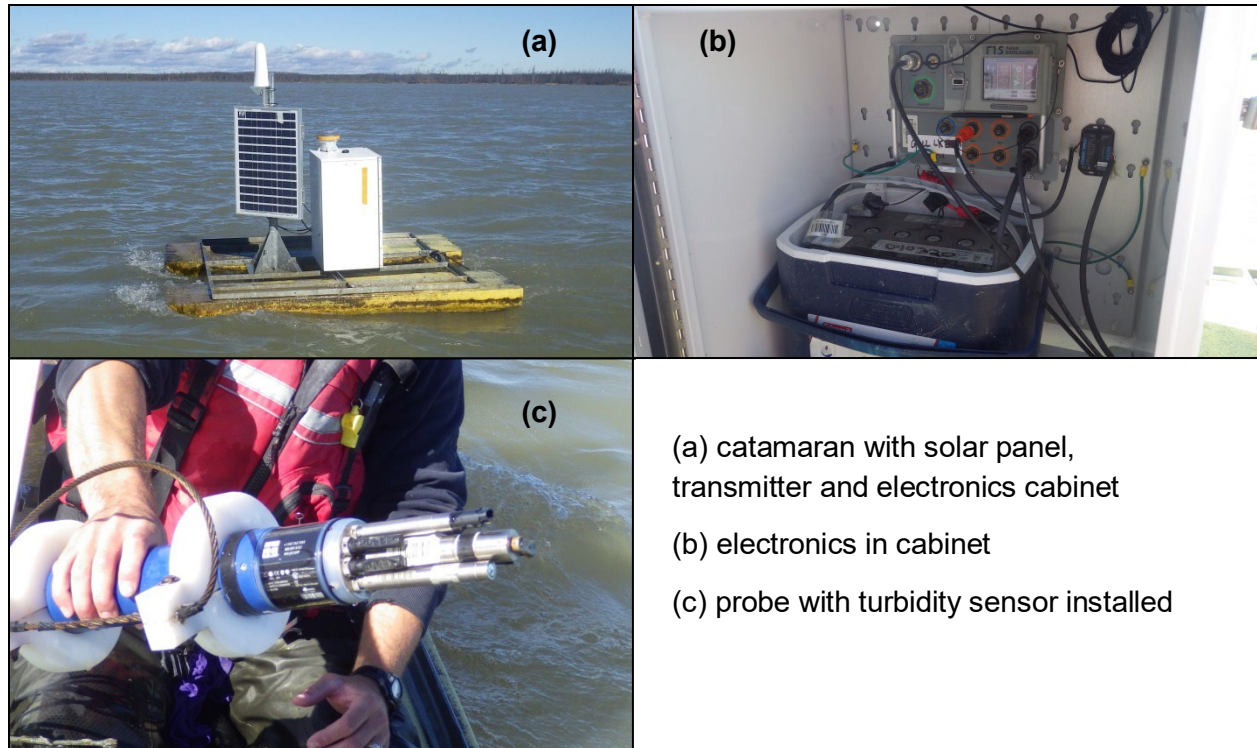 (a)
(b)
(c)
(a) catamaran with solar panel,
transmitter and electronics cabinet
(b) electronics in cabinet
(c) probe with turbidity sensor installed